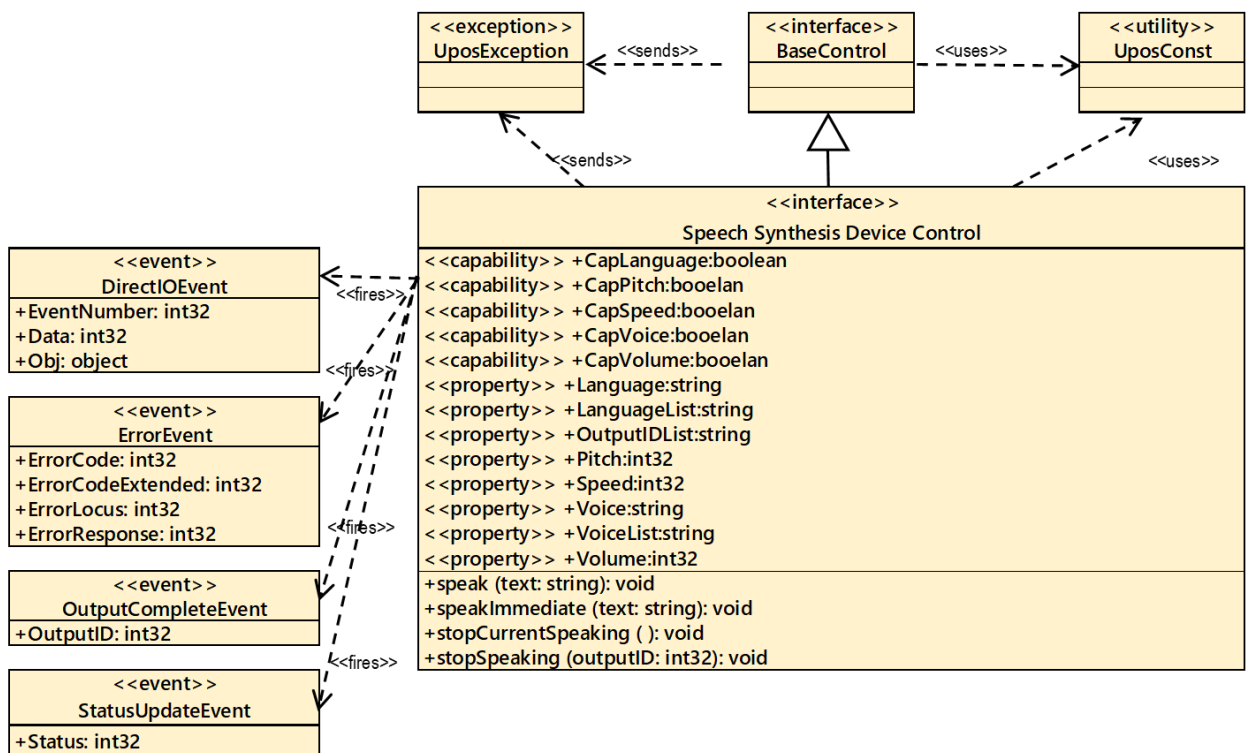 <<exception>>
UposException
<<sends>>
<<interface>>
BaseControl
<<uses>>
<<utility>>
UposConst
<<sends>>
<<uses>>
<<interface>>
Speech Synthesis Device Control
<<capability>> +CapLanguage:boolean
<<capability>> +CapPitch:booelan
<<capability>> +CapSpeed:booelan
<<capability>> +CapVoice:booelan
<<capability>> +CapVolume:booelan
<<property>> +Language:string
<<property>> +LanguageList:string
<<property>> +OutputIDList:string
<<property>> +Pitch:int32
<<property>> +Speed:int32
<<property>> +Voice:string
<<property>> +VoiceList:string
<<property>> +Volume:int32
+speak (text: string): void
+speakImmediate (text: string): void
+stopCurrentSpeaking ( ): void
+stopSpeaking (outputID: int32): void
<<event>>
DirectIOEvent
+EventNumber: int32
+Data: int32
+Obj: object
<<fires>>
<<event>>
ErrorEvent
+ErrorCode: int32
+ErrorCodeExtended: int32
+ErrorLocus: int32
+ErrorResponse: int32
<<fires>>
<<event>>
OutputCompleteEvent
+OutputID: int32
<<fires>>
<<event>>
StatusUpdateEvent
+Status: int32
<<fires>>